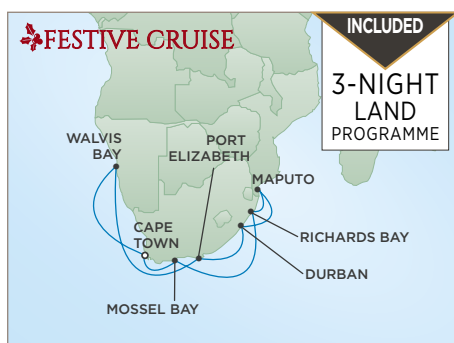 FESTIVE CRUISE
INCLUDED
3-NIGHT
LAND
PROGRAMME
WALVIS
BAY
PORT
ELIZABETH
MAPUTO
CAPE
TOWN
RICHARDS BAY
DURBAN
MOSSEL BAY